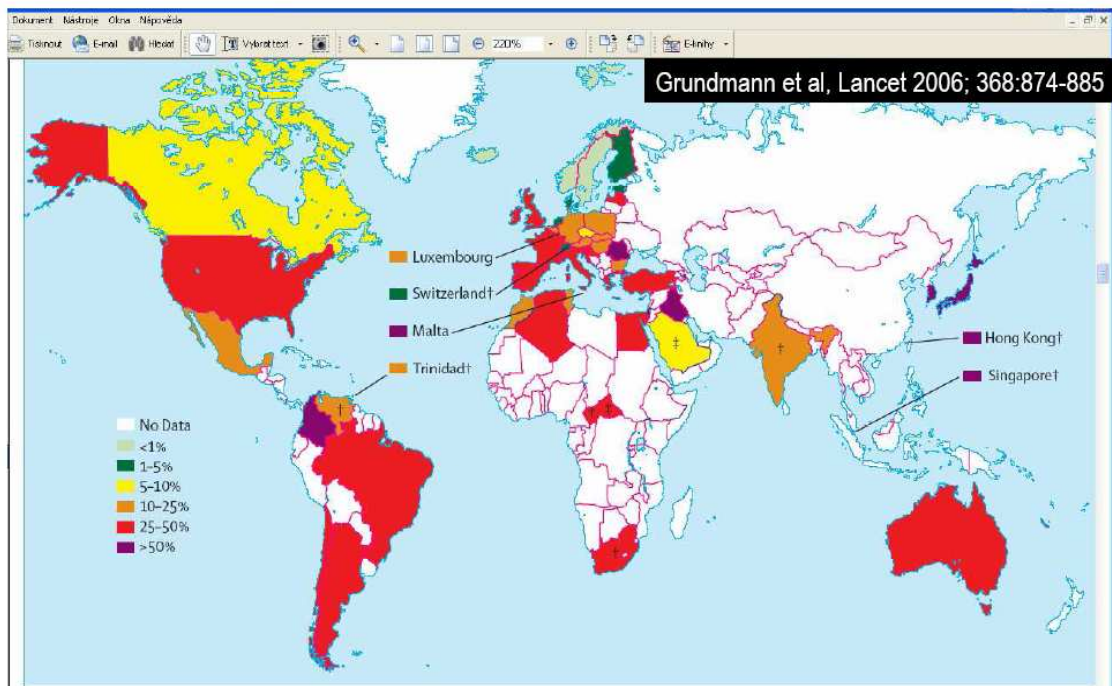 Dokument Nástroje Okna Nápověda
Tisknout E-mail Hledat Vybrat text 220% E-knihy
Grundmann et al, Lancet 2006; 368:874-885
Luxembourg
Switzerland†
Malta
Trinidad†
Hong Kong†
Singapore†
†
‡
†
†
‡
†
No Data
<1%
1–5%
5–10%
10–25%
25–50%
>50%